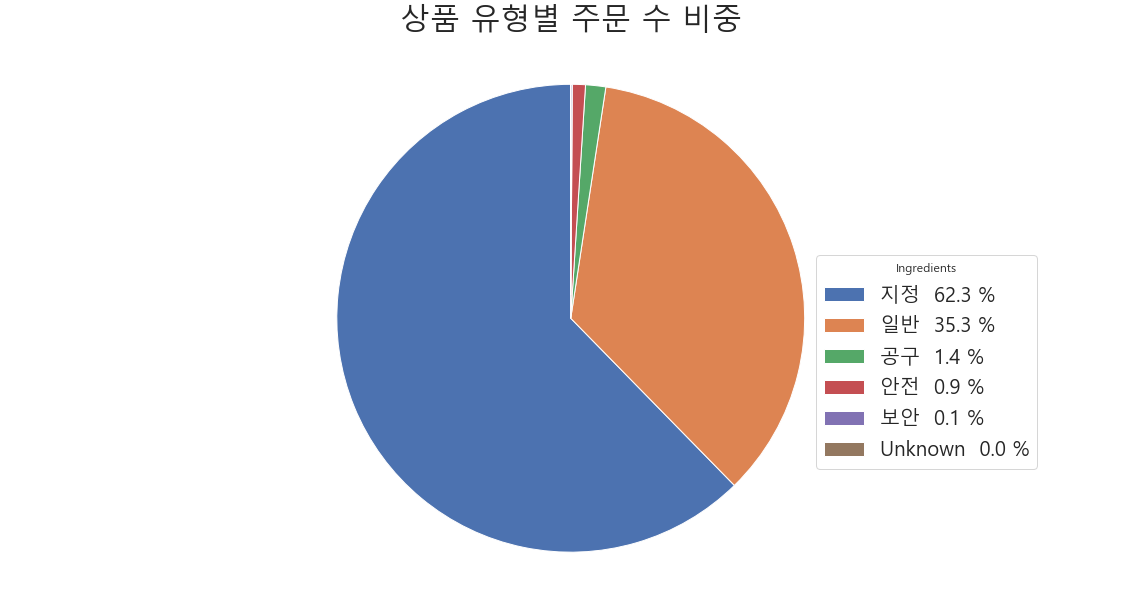 상품 유형별 주문 수 비중
Ingredients
지정 62.3 %
일반 35.3 %
공구 1.4 %
안전 0.9 %
보안 0.1 %
Unknown 0.0 %